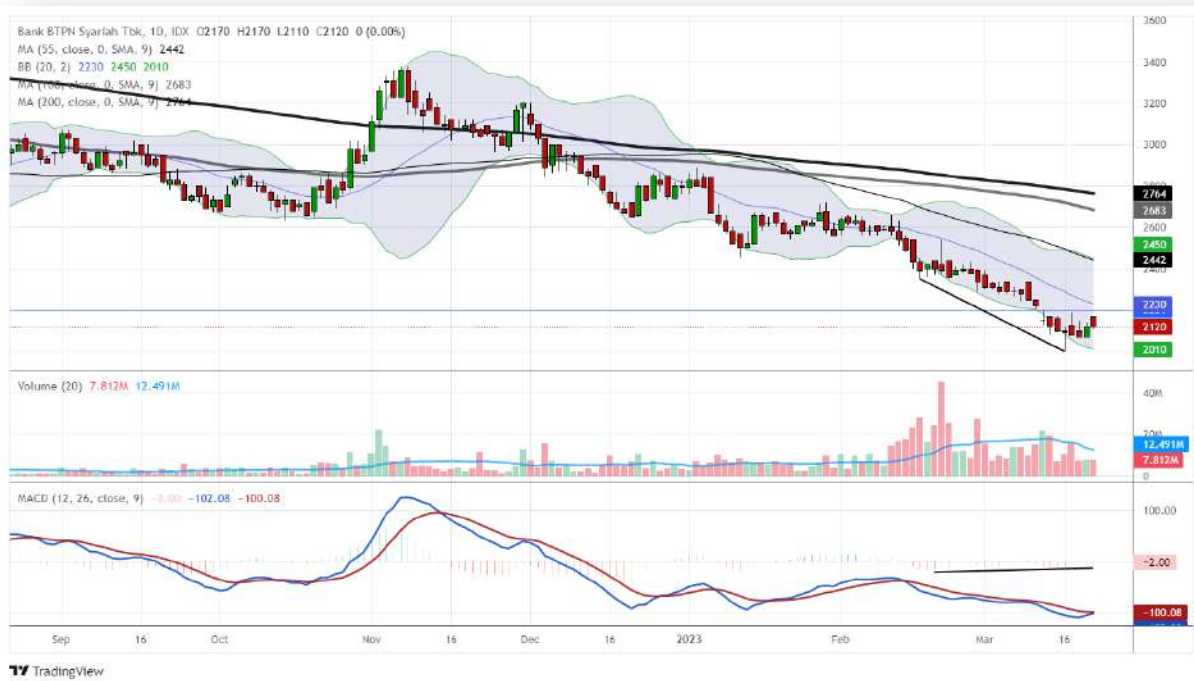 Bank BTPN Syariah Tbk, 1D, IDX O2170 H2170 L2110 C2120 0 (0.00%)
MA (55, close, 0, SMA, 9) 2442
BB (20, 2) 2230 2450 2010
MA (100, close, 0, SMA, 9) 2683
MA (200, close, 0, SMA, 9) 2764
3600
3400
3200
3000
2764
2683
2600
2450
2442
2400
2230
2120
2010
Volume (20) 7.812M 12.491M
40M
12.491M
7.812M
0
MACD (12, 26, close, 9) -2.00 -102.08 -100.08
100.00
-2.00
-100.08
Sep 16 Oct Nov 16 Dec 16 2023 Feb Mar 16
TradingView